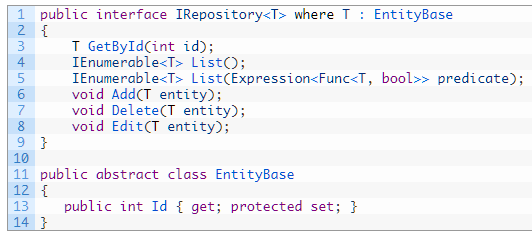 1 public interface IRepository<T> where T : EntityBase
2 {
3     T GetById(int id);
4     IEnumerable<T> List();
5     IEnumerable<T> List(Expression<Func<T, bool>> predicate);
6     void Add(T entity);
7     void Delete(T entity);
8     void Edit(T entity);
9 }
10
11 public abstract class EntityBase
12 {
13    public int Id { get; protected set; }
14 }